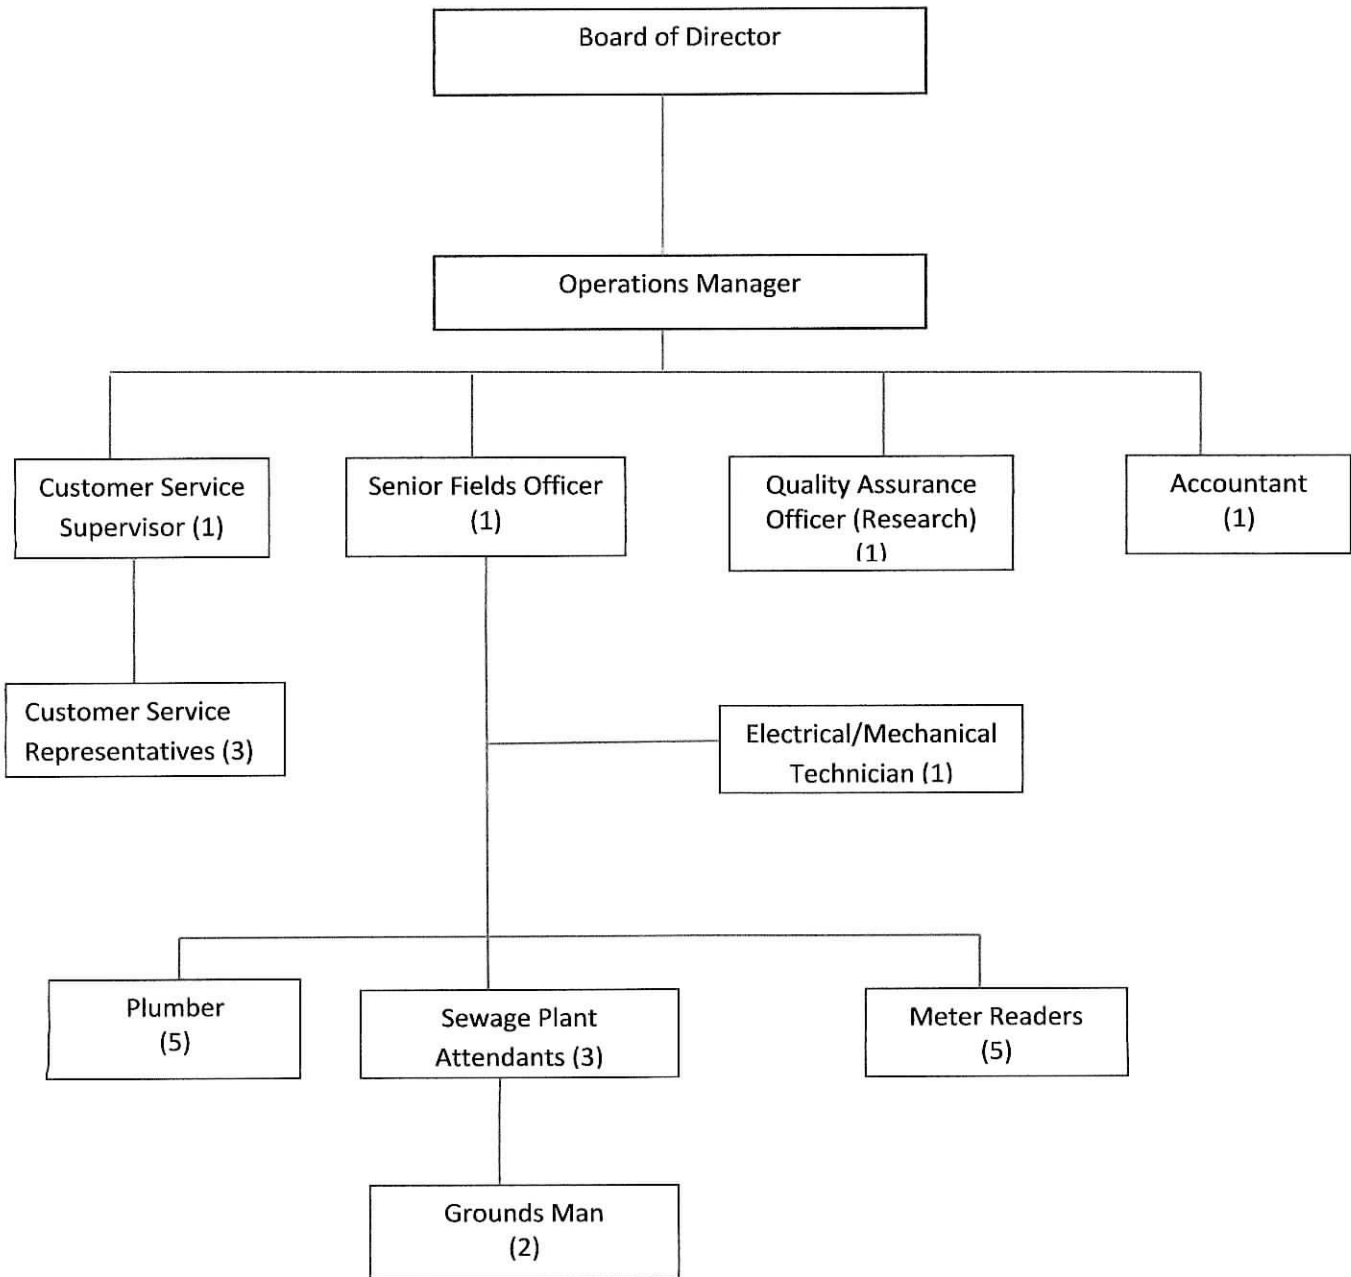 Board of Director
Operations Manager
Customer Service
Supervisor (1)
Senior Fields Officer
(1)
Quality Assurance
Officer (Research)
(1)
Accountant
(1)
Customer Service
Representatives (3)
Electrical/Mechanical
Technician (1)
Plumber
(5)
Sewage Plant
Attendants (3)
Meter Readers
(5)
Grounds Man
(2)